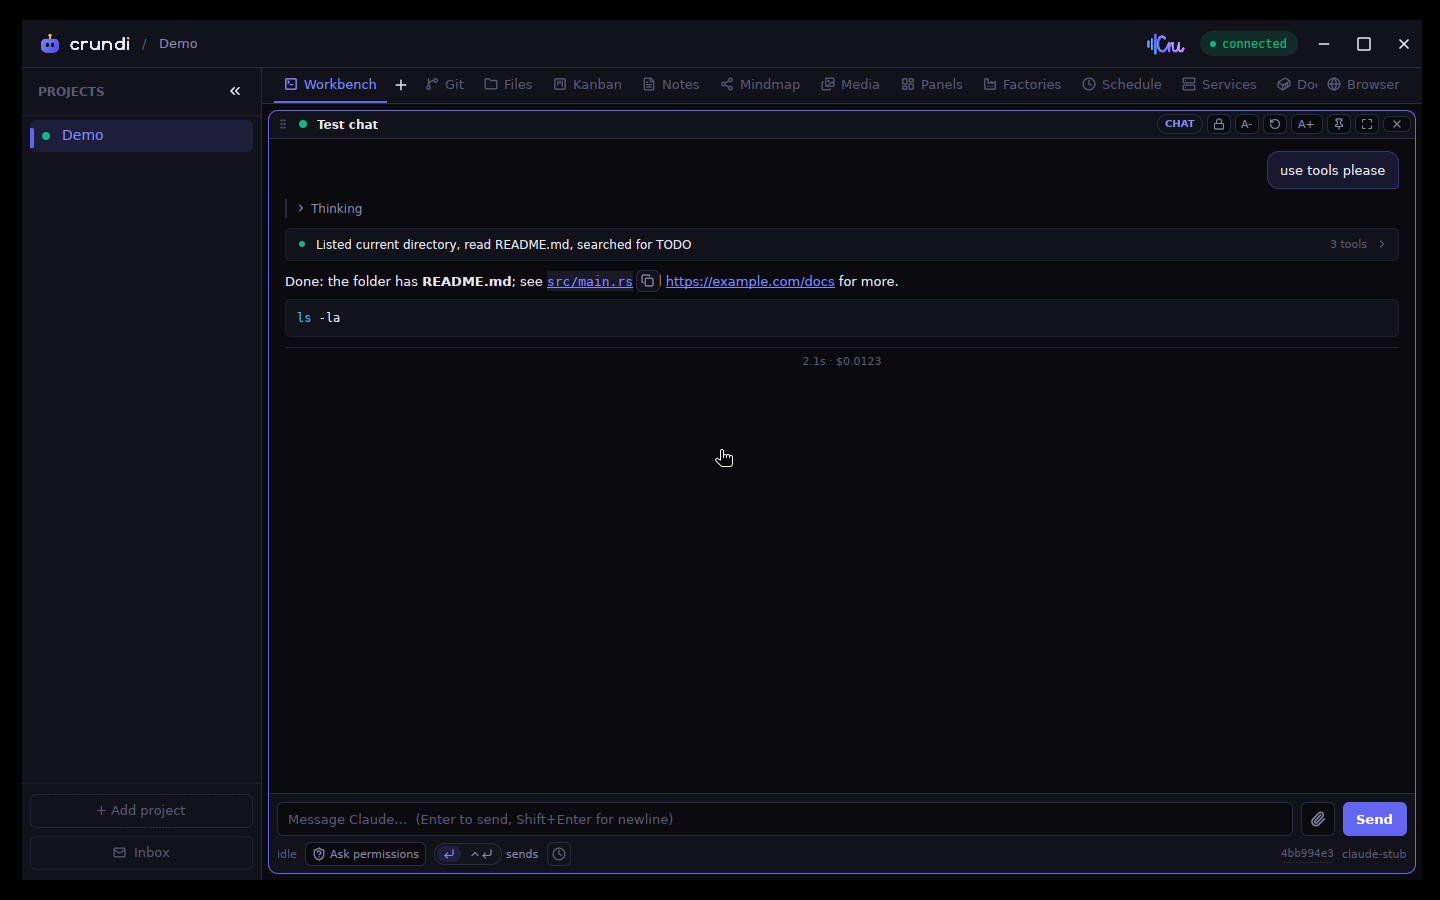 crundi / Demo
Cru
connected
PROJECTS
Workbench
Git
Files
Kanban
Notes
Mindmap
Media
Panels
Factories
Schedule
Services
Browser
Demo
Test chat
CHAT
A-
A+
use tools please
Thinking
Listed current directory, read README.md, searched for TODO
3 tools
Done: the folder has README.md; see src/main.rs https://example.com/docs for more.
ls -la
2.1s · $0.0123
+ Add project
Inbox
Message Claude... (Enter to send, Shift+Enter for newline)
Send
idle
Ask permissions
sends
4bb994e3
claude-stub